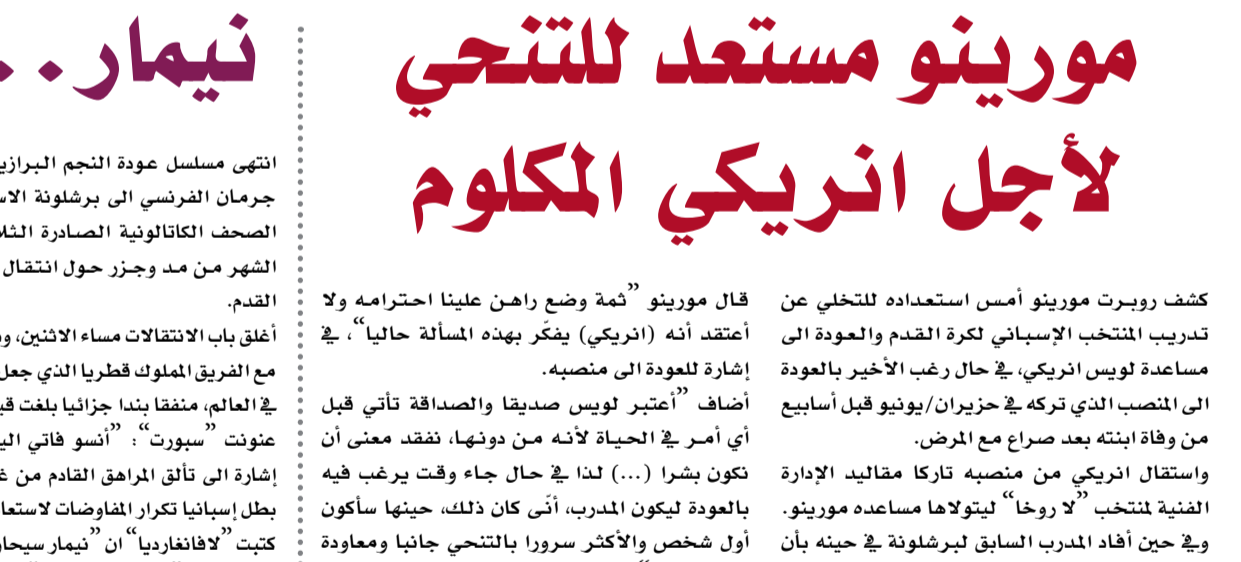 مورينو مستعد للتنحي
لأجل انريكي المكلوم
كشف روبرت مورينو أمس استعداده للتخلي عن
تدريب المنتخب الإسباني لكرة القدم والعودة الى
مساعدة لويس انريكي، في حال رغب الأخير بالعودة
الى المنصب الذي تركه في حزيران/يونيو قبل أسابيع
من وفاة ابنته بعد صراع مع المرض.
واستقال انريكي من منصبه تاركا مقاليد الإدارة
الفنية لمنتخب ”لا روخا“ ليتولاها مساعده مورينو.
وفي حين أفاد المدرب السابق لبرشلونة في حينه بأن
قال مورينو ”ثمة وضع راهن علينا احترامه ولا
أعتقد أنه (انريكي) يفكّر بهذه المسألة حاليا“، في
إشارة للعودة الى منصبه.
أضاف ”أعتبر لويس صديقا والصداقة تأتي قبل
أي أمر في الحياة لأنه من دونها، نفقد معنى أن
نكون بشرا (...) لذا في حال جاء وقت يرغب فيه
بالعودة ليكون المدرب، أنّى كان ذلك، حينها سأكون
أول شخص والأكثر سرورا بالتنحي جانبا ومعاودة
نيمار..
انتهى مسلسل عودة النجم
جرمان الفرنسي الى برشلونة
الصحف الكاتالونية الصادرة
الشهر من مد وجزر حول انتقال
القدم.
أغلق باب الانتقالات مساء الاثنين،
مع الفريق المملوك قطريا الذي جعل
في العالم، منفقا بندا جزائيا بلغت
عنونت ”سبورت“: ”أنسو فاتي
إشارة الى تألق المراهق القادم من
بطل إسبانيا تكرار المفاوضات
كتبت ”لافانغارديا“ ان ”نيمار